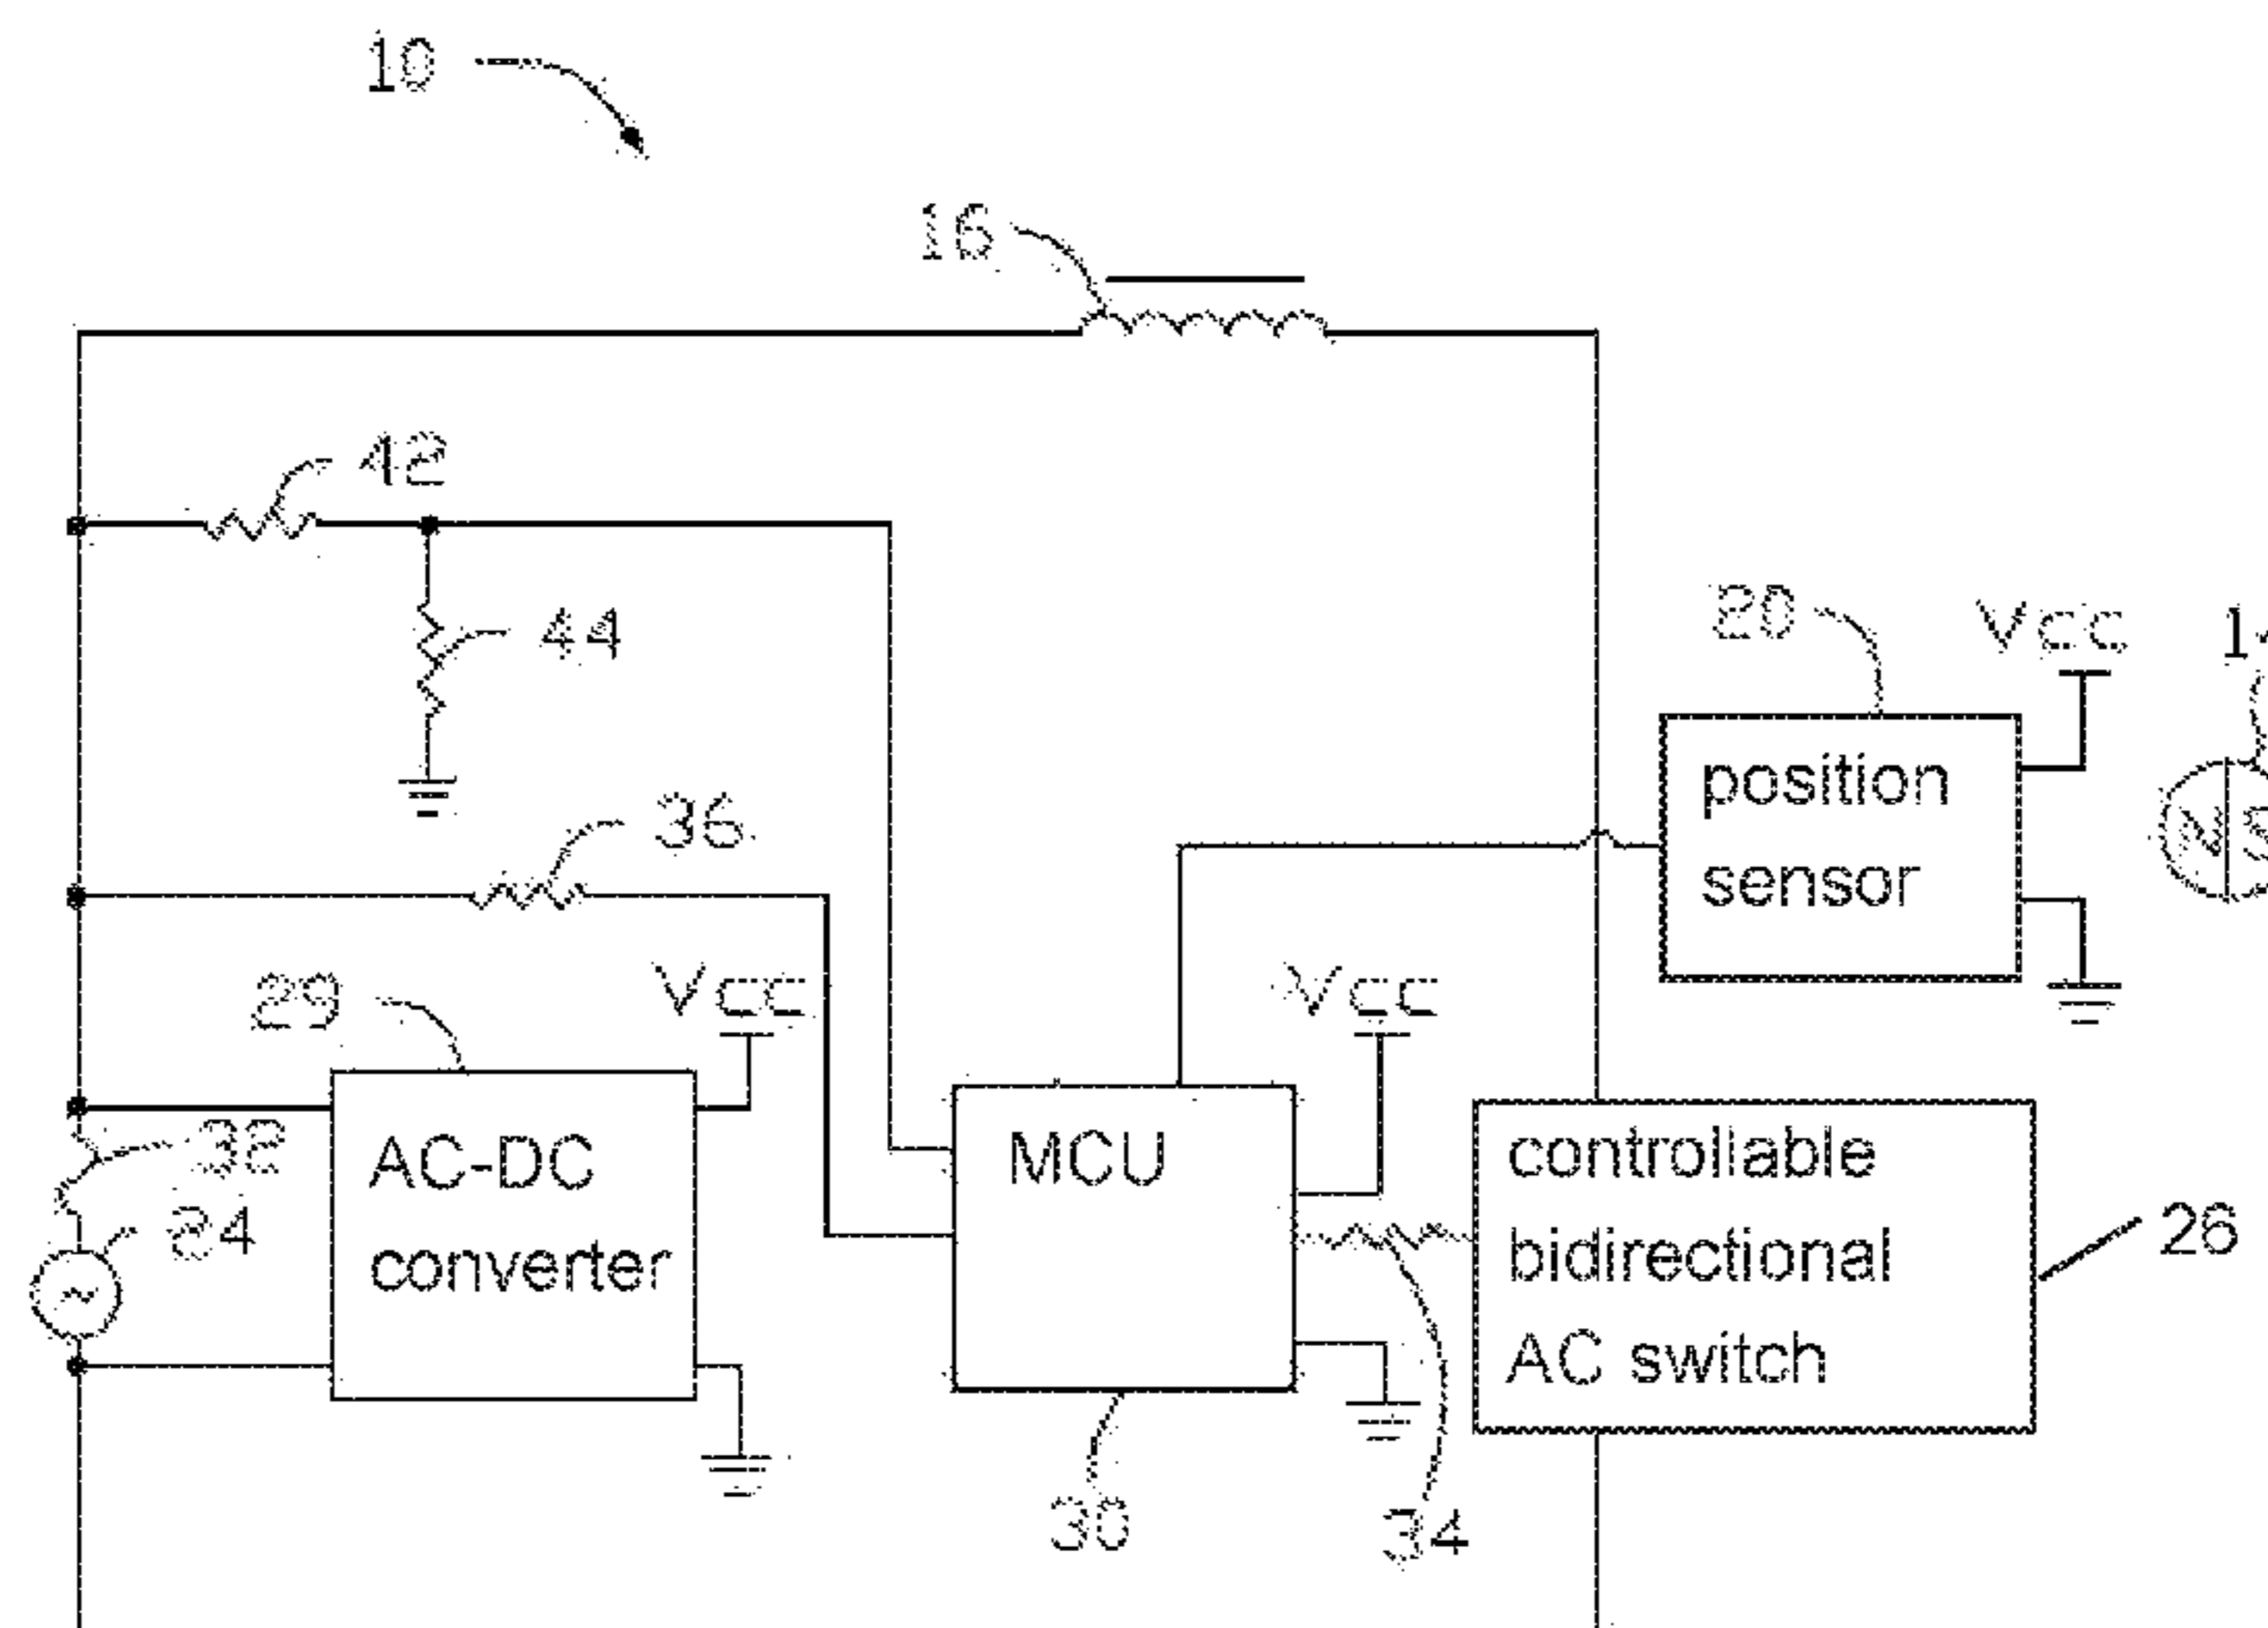 10
16
42
44
20
Vcc
position
sensor
36
29
Vcc
Vcc
32
24
AC-DC
converter
MCU
controllable
bidirectional
AC switch
26
30
34